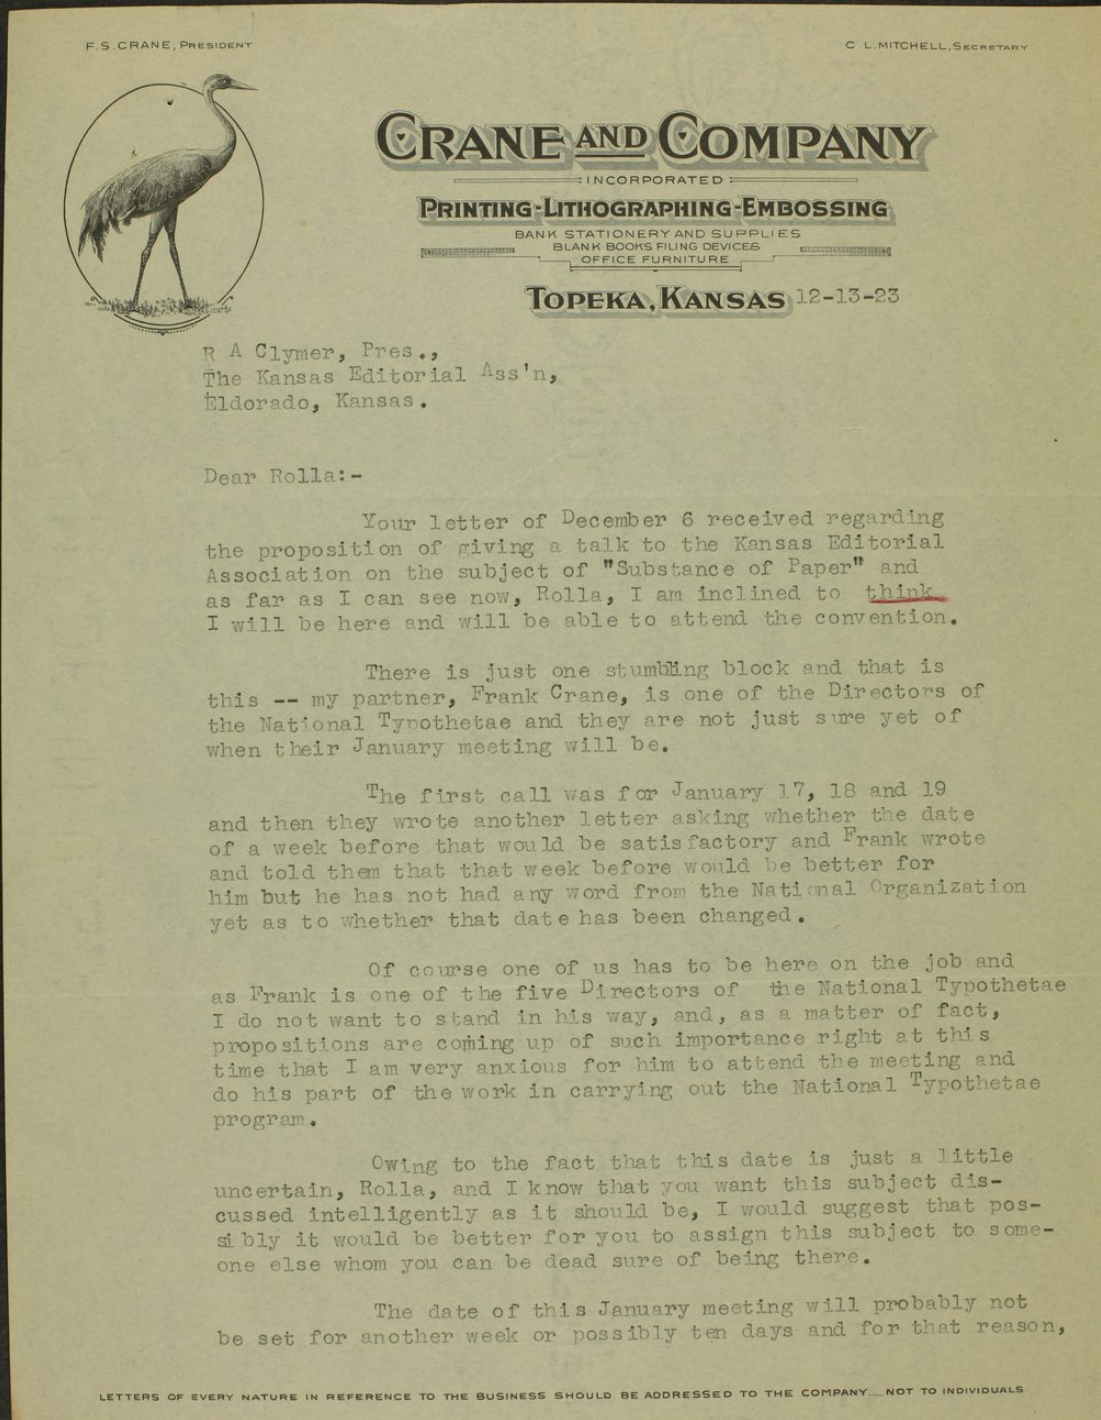 F.S. CRANE, PRESIDENT
C L. MITCHELL, SECRETARY
CRANE AND COMPANY
INCORPORATED
PRINTING-LITHOGRAPHING-EMBOSSING
BANK STATIONERY AND SUPPLIES
BLANK BOOKS FILING DEVICES
OFFICE FURNITURE
TOPEKA, KANSAS 12-13-23
R A Clymer, Pres.,
The Kansas Editorial Ass'n,
Eldorado, Kansas.
Dear Rolla:-
Your letter of December 6 received regarding
the proposition of giving a talk to the Kansas Editorial
Association on the subject of "Substance of Paper" and
as far as I can see now, Rolla, I am inclined to think
I will be here and will be able to attend the convention.
There is just one stumbling block and that is
this -- my partner, Frank Crane, is one of the Directors of
the National Typothetae and they are not just sure yet of
when their January meeting will be.
The first call was for January 17, 18 and 19
and then they wrote another letter asking whether the date
of a week before that would be satisfactory and Frank wrote
and told them that that week before would be better for
him but he has not had any word from the National Organization
yet as to whether that date has been changed.
Of course one of us has to be here on the job and
as Frank is one of the five Directors of the National Typothetae
I do not want to stand in his way, and, as a matter of fact,
propositions are coming up of such importance right at this
time that I am very anxious for him to attend the meeting and
do his part of the work in carrying out the National Typothetae
program.
Owing to the fact that this date is just a little
uncertain, Rolla, and I know that you want this subject dis-
cussed intelligently as it should be, I would suggest that pos-
sibly it would be better for you to assign this subject to some-
one else whom you can be dead sure of being there.
The date of this January meeting will probably not
be set for another week or possibly ten days and for that reason,
LETTERS OF EVERY NATURE IN REFERENCE TO THE BUSINESS SHOULD BE ADDRESSED TO THE COMPANY....NOT TO INDIVIDUALS